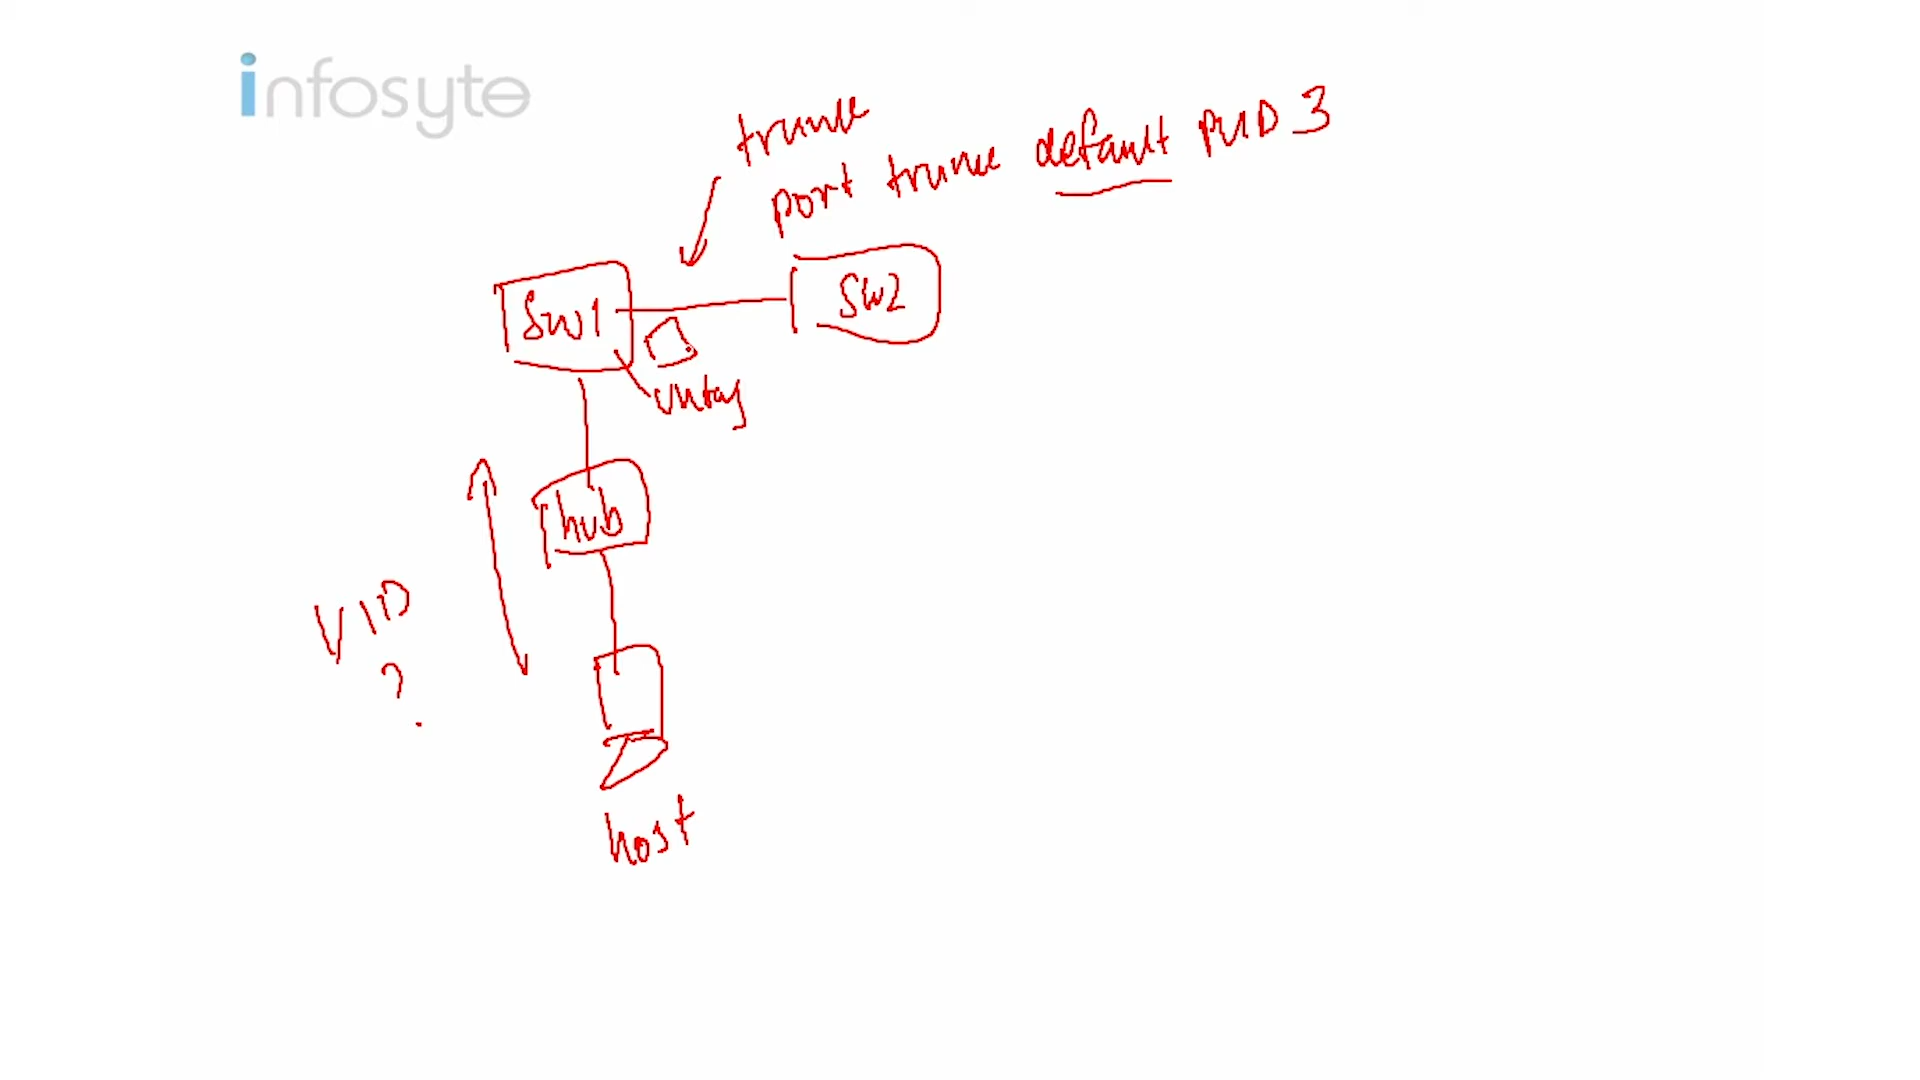 infosyte
trunk
port trunk default PVID 3
SW1
SW2
untag
hub
VID
?
host